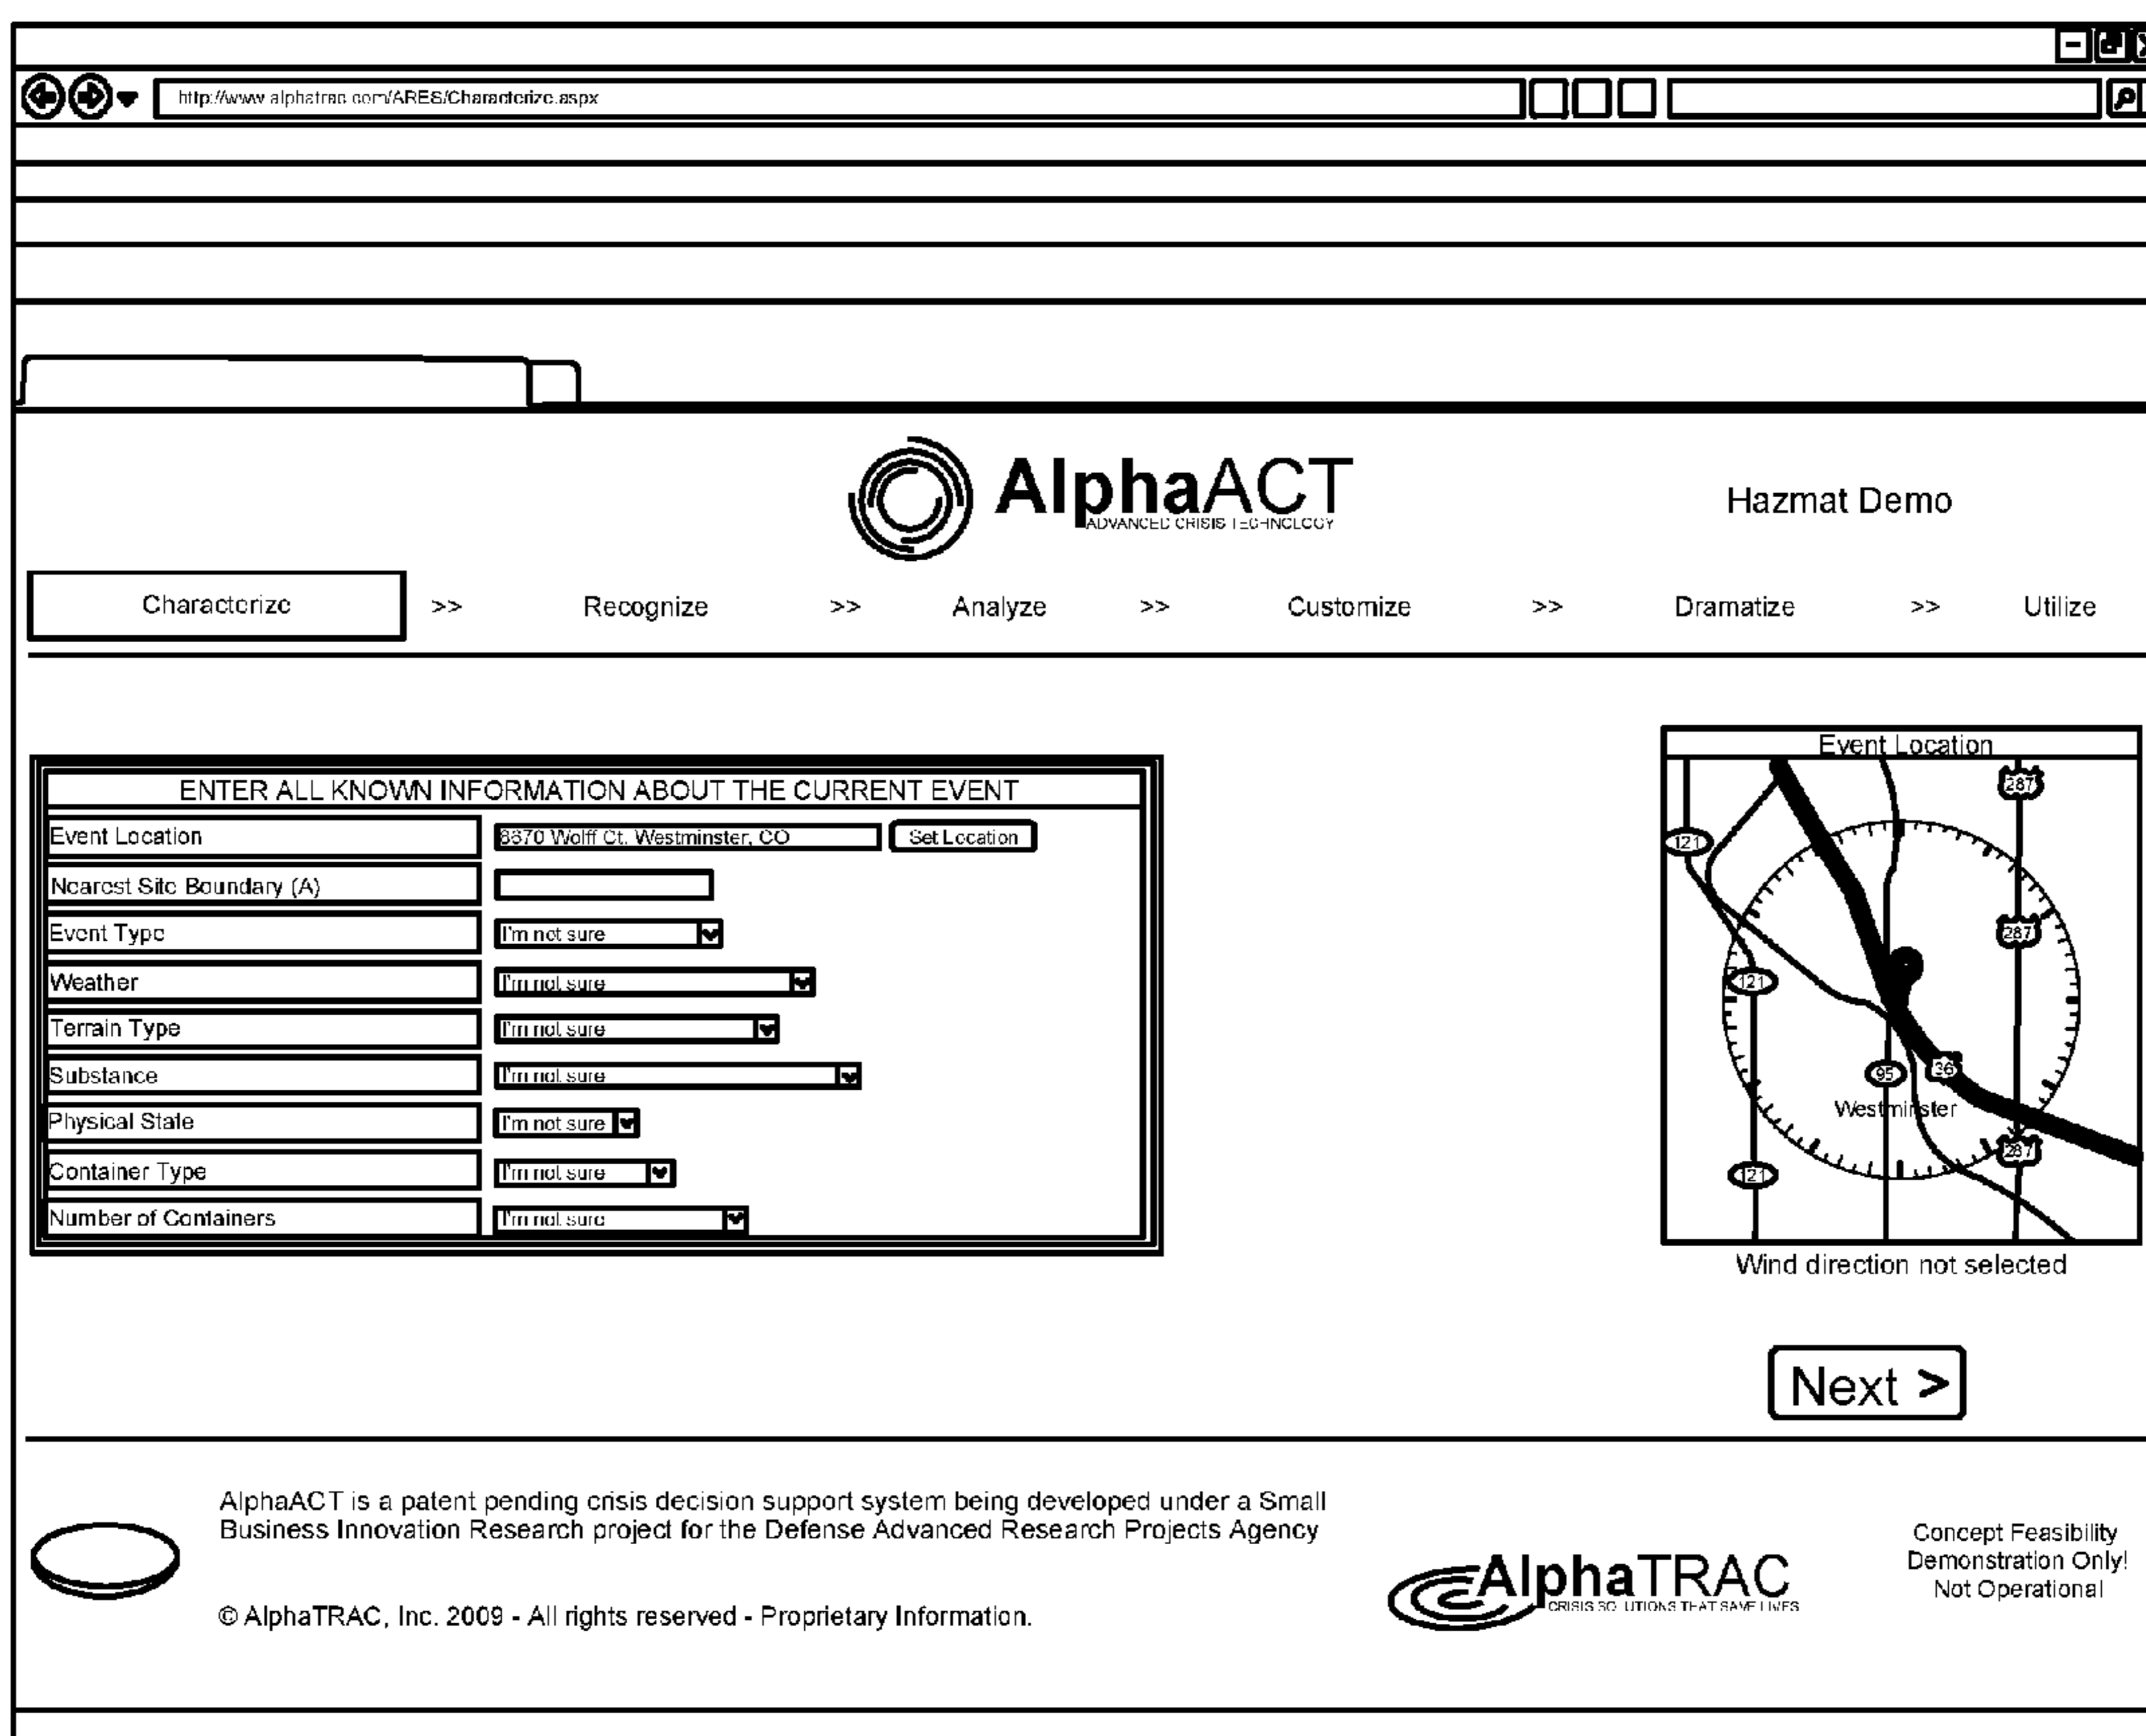 http://www.alphatrac.com/ARES/Characterize.aspx
AlphaACT
ADVANCED CRISIS TECHNOLOGY
Hazmat Demo
Characterize >> Recognize >> Analyze >> Customize >> Dramatize >> Utilize
Event Location
ENTER ALL KNOWN INFORMATION ABOUT THE CURRENT EVENT
Event Location 8670 Wolff Ct. Westminster, CO Set Location
Nearest Site Boundary (A)
Event Type I'm not sure
Weather I'm not sure
Terrain Type I'm not sure
Substance I'm not sure
Physical State I'm not sure
Container Type I'm not sure
Number of Containers I'm not sure
287
121
287
121
95
36
Westminster
287
121
Wind direction not selected
Next >
AlphaACT is a patent pending crisis decision support system being developed under a Small
Business Innovation Research project for the Defense Advanced Research Projects Agency
© AlphaTRAC, Inc. 2009 - All rights reserved - Proprietary Information.
AlphaTRAC
CRISIS SOLUTIONS THAT SAVE LIVES
Concept Feasibility
Demonstration Only!
Not Operational